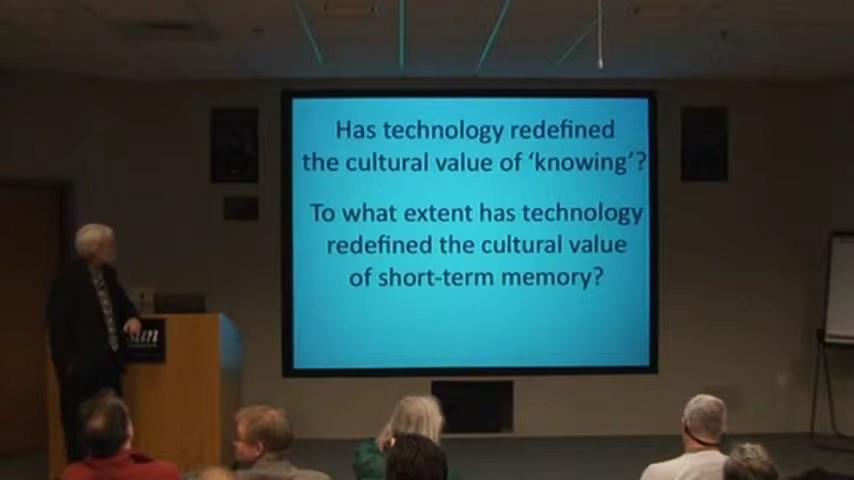 Has technology redefined
the cultural value of ‘knowing’?
To what extent has technology
redefined the cultural value
of short-term memory?